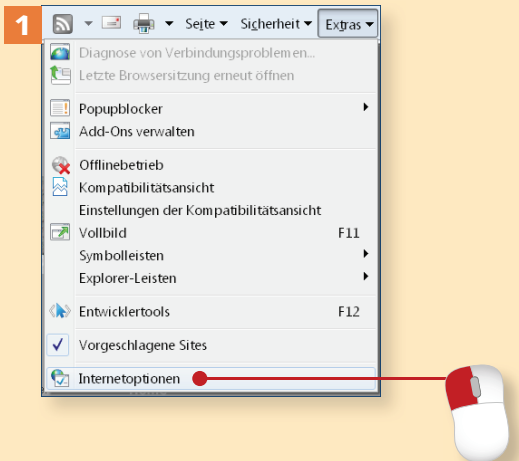 1
Seite Sicherheit Extras
Diagnose von Verbindungsproblemen...
Letzte Browsersitzung erneut öffnen
Popupblocker
Add-Ons verwalten
Offlinebetrieb
Kompatibilitätsansicht
Einstellungen der Kompatibilitätsansicht
Vollbild F11
Symbolleisten
Explorer-Leisten
Entwicklertools F12
Vorgeschlagene Sites
Internetoptionen